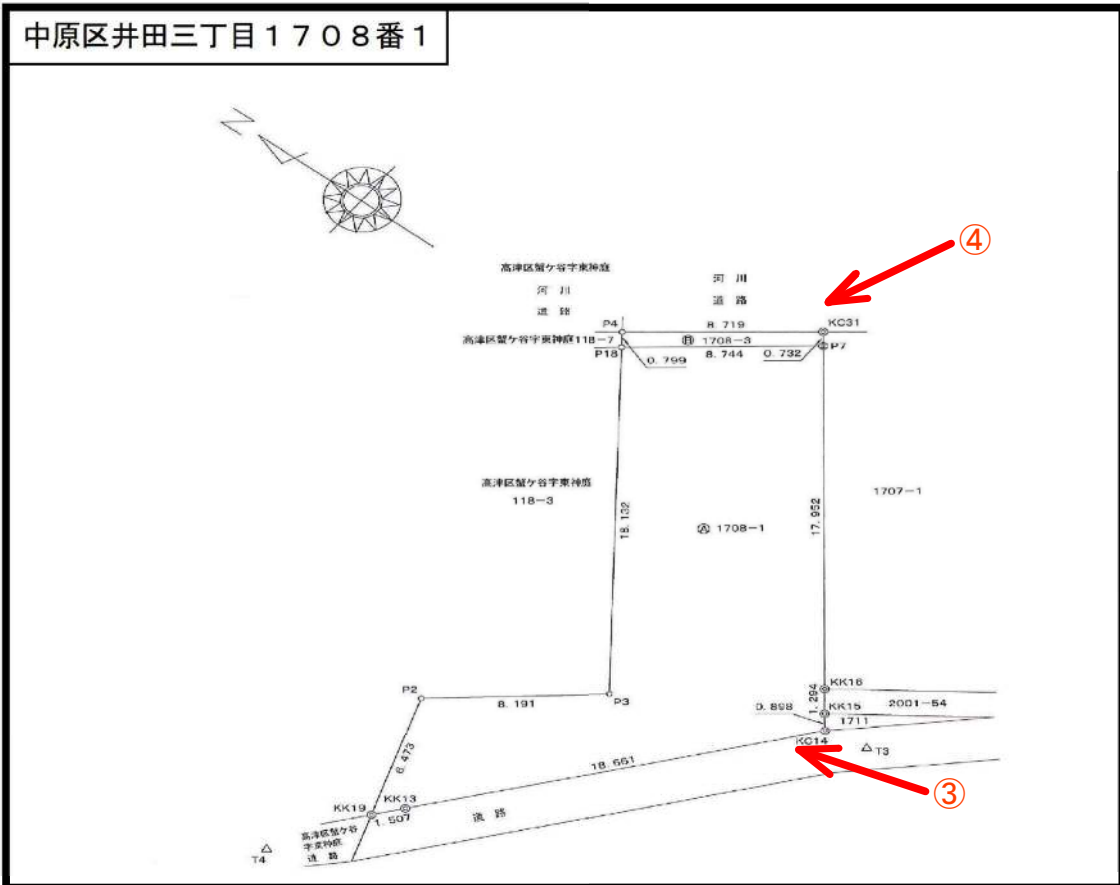 中原区井田三丁目1708番1
N
④
高津区蟹ケ谷字東神庭
河川
道路
河川
道路
P4
8.719
KC31
高津区蟹ケ谷字東神庭118-7
Ⓑ 1708-3
P7
P18
0.799
8.744
0.732
高津区蟹ケ谷字東神庭
118-3
18.132
Ⓐ 1708-1
17.952
1707-1
P2
8.191
P3
KK16
1.294
2001-54
0.898
KK15
1711
KC14
T3
6.473
18.661
③
KK19
KK13
1.507
道路
高津区蟹ケ谷
字東神庭
道路
T4